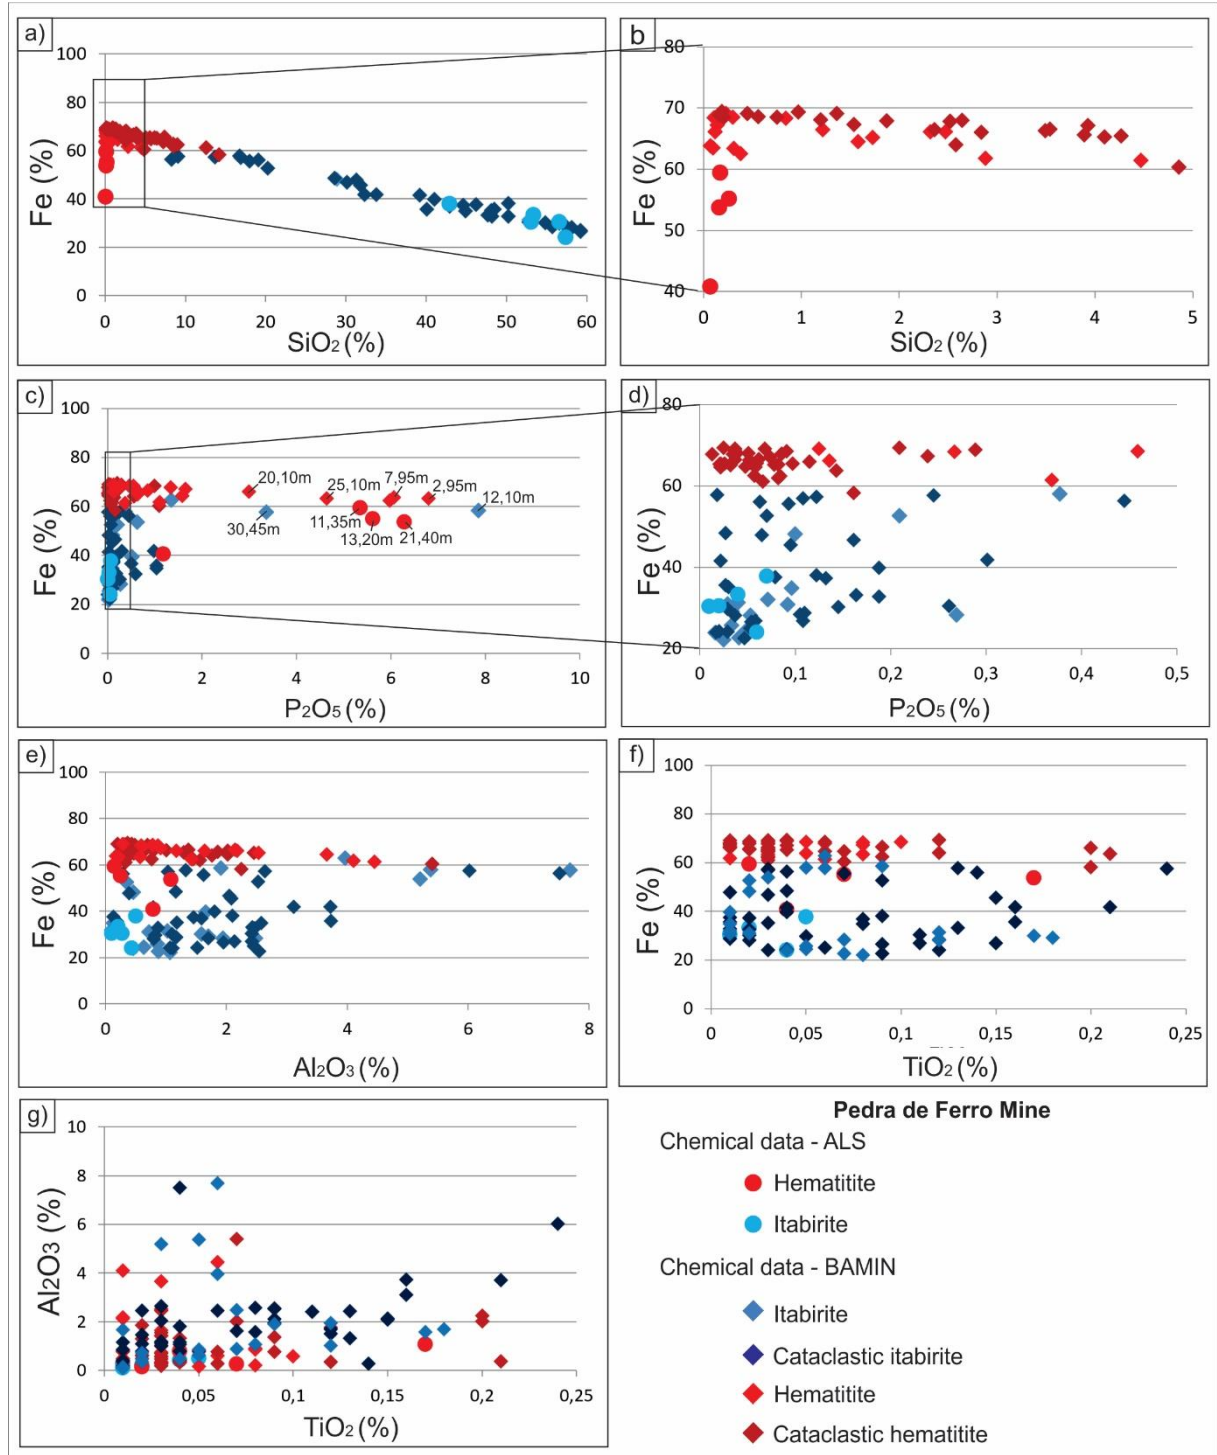 a)
100
80
60
40
20
0
Fe (%)
0 10 20 30 40 50 60
SiO2 (%)
b
80
70
60
50
40
Fe (%)
0 1 2 3 4 5
SiO2 (%)
c)
100
80
60
40
20
0
Fe (%)
20,10m 25,10m 7,95m 2,95m 12,10m
30,45m 11,35m 13,20m 21,40m
0 2 4 6 8 10
P2O5 (%)
d)
80
60
40
20
Fe (%)
0 0,1 0,2 0,3 0,4 0,5
P2O5 (%)
e)
100
80
60
40
20
0
Fe (%)
0 2 4 6 8
Al2O3 (%)
f)
100
80
60
40
20
0
Fe (%)
0 0,05 0,1 0,15 0,2 0,25
TiO2 (%)
g)
10
8
6
4
2
0
Al2O3 (%)
0 0,05 0,1 0,15 0,2 0,25
TiO2 (%)
Pedra de Ferro Mine
Chemical data - ALS
Hematitite
Itabirite
Chemical data - BAMIN
Itabirite
Cataclastic itabirite
Hematitite
Cataclastic hematitite